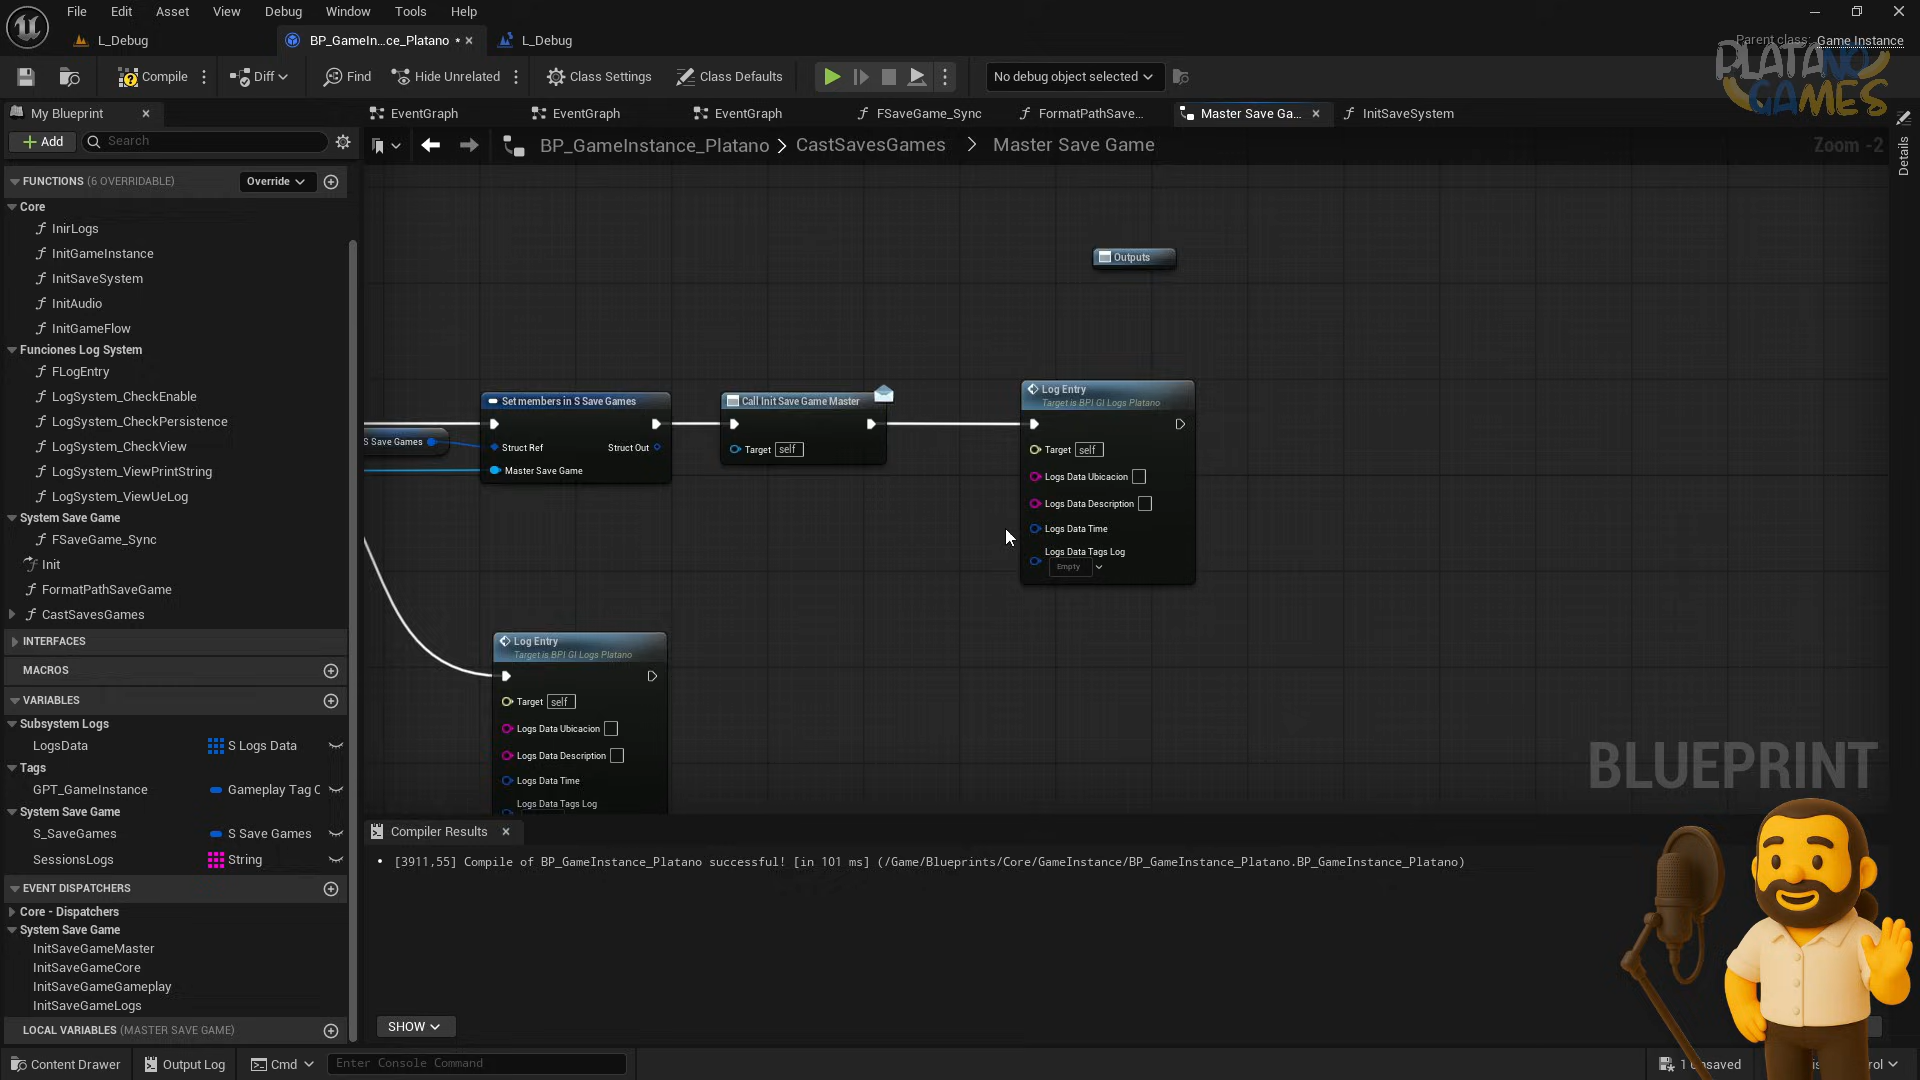 File Edit Asset View Debug Window Tools Help
L_Debug
BP_GameIn...ce_Platano •
L_Debug
Parent class: Game Instance
PLATANO GAMES
Compile
Diff
Find
Hide Unrelated
Class Settings
Class Defaults
No debug object selected
My Blueprint
EventGraph
EventGraph
EventGraph
FSaveGame_Sync
FormatPathSave...
Master Save Ga...
InitSaveSystem
Add
Search
BP_GameInstance_Platano > CastSavesGames > Master Save Game
Zoom -2
Details
FUNCTIONS (6 OVERRIDABLE)
Override
Core
InirLogs
InitGameInstance
InitSaveSystem
InitAudio
InitGameFlow
Funciones Log System
FLogEntry
LogSystem_CheckEnable
LogSystem_CheckPersistence
LogSystem_CheckView
LogSystem_ViewPrintString
LogSystem_ViewUeLog
System Save Game
FSaveGame_Sync
Init
FormatPathSaveGame
CastSavesGames
INTERFACES
MACROS
VARIABLES
Subsystem Logs
LogsData S Logs Data
Tags
GPT_GameInstance Gameplay Tag C
System Save Game
S_SaveGames S Save Games
SessionsLogs String
EVENT DISPATCHERS
Core - Dispatchers
System Save Game
InitSaveGameMaster
InitSaveGameCore
InitSaveGameGameplay
InitSaveGameLogs
LOCAL VARIABLES (MASTER SAVE GAME)
Outputs
S Save Games
Set members in S Save Games
Struct Ref Struct Out
Master Save Game
Call Init Save Game Master
Target self
Log Entry
Target is BPI GI Logs Platano
Target self
Logs Data Ubicacion
Logs Data Description
Logs Data Time
Logs Data Tags Log
Empty
Log Entry
Target is BPI GI Logs Platano
Target self
Logs Data Ubicacion
Logs Data Description
Logs Data Time
Logs Data Tags Log
BLUEPRINT
Compiler Results
[3911,55] Compile of BP_GameInstance_Platano successful! [in 101 ms] (/Game/Blueprints/Core/GameInstance/BP_GameInstance_Platano.BP_GameInstance_Platano)
SHOW
Content Drawer
Output Log
Cmd
Enter Console Command
1 Unsaved